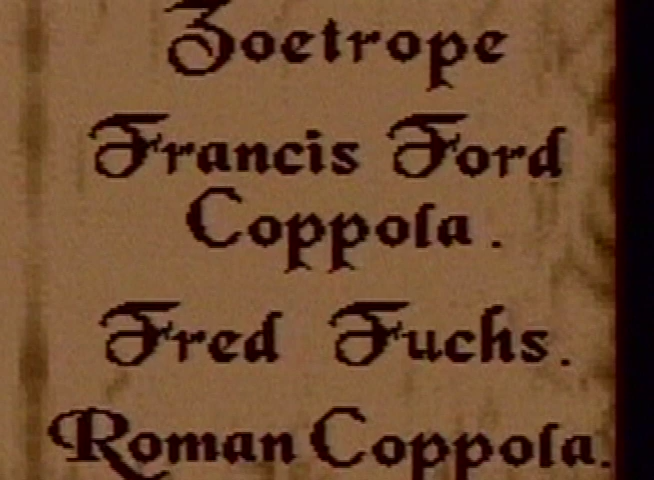 Zoetrope
Francis Ford
Coppola .
Fred Fuchs.
Roman Coppola.